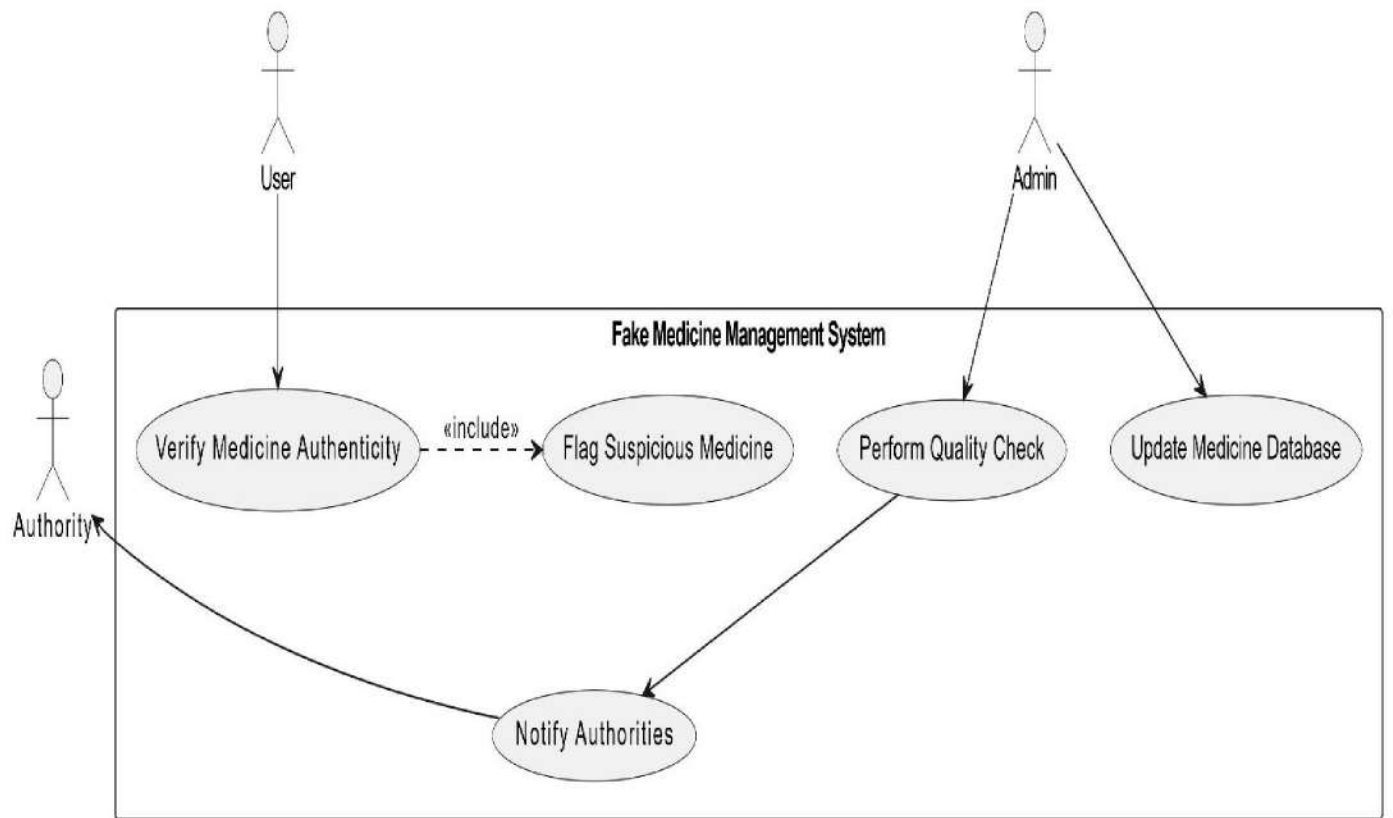 User
Admin
Fake Medicine Management System
Authority
Verify Medicine Authenticity
«include»
Flag Suspicious Medicine
Perform Quality Check
Update Medicine Database
Notify Authorities